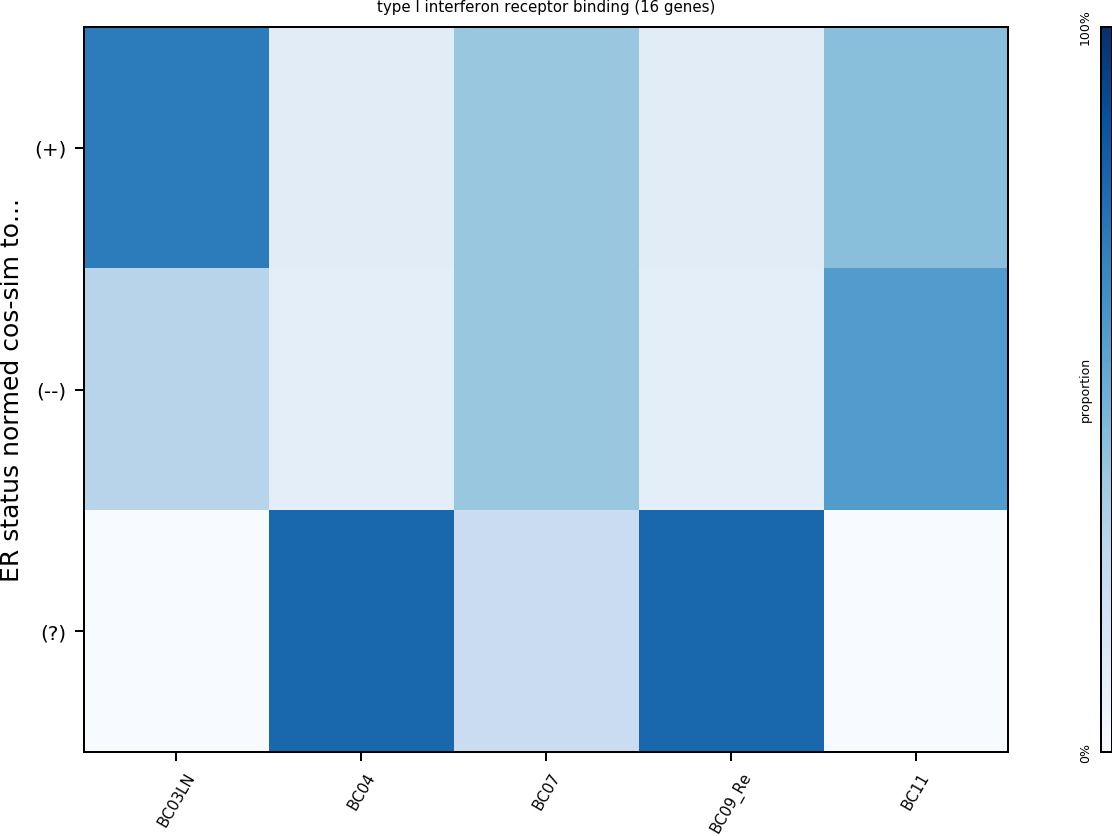 type I interferon receptor binding (16 genes)
ER status normed cos-sim to...
(+)
(--)
(?)
BC03LN
BC04
BC07
BC09_Re
BC11
100%
proportion
0%